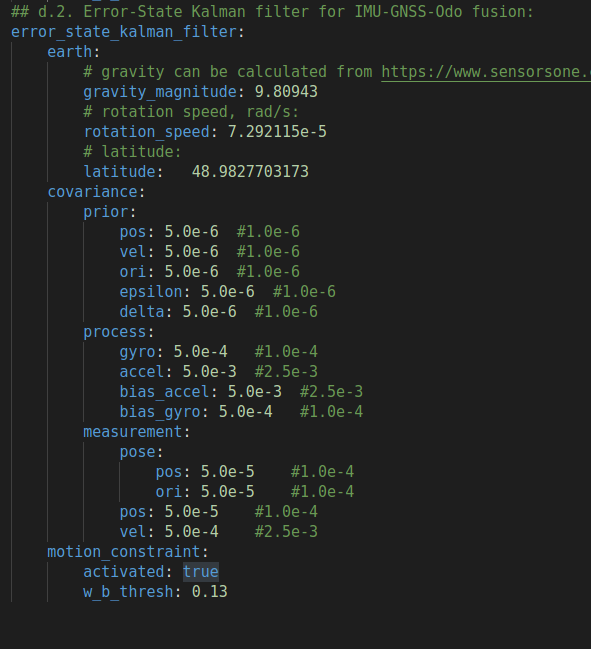 ## d.2. Error-State Kalman filter for IMU-GNSS-Odo fusion:
error_state_kalman_filter:
earth:
# gravity can be calculated from https://www.sensorsone.
gravity_magnitude: 9.80943
# rotation speed, rad/s:
rotation_speed: 7.292115e-5
# latitude:
latitude:   48.9827703173
covariance:
prior:
pos: 5.0e-6  #1.0e-6
vel: 5.0e-6  #1.0e-6
ori: 5.0e-6  #1.0e-6
epsilon: 5.0e-6  #1.0e-6
delta: 5.0e-6  #1.0e-6
process:
gyro: 5.0e-4   #1.0e-4
accel: 5.0e-3  #2.5e-3
bias_accel: 5.0e-3  #2.5e-3
bias_gyro: 5.0e-4   #1.0e-4
measurement:
pose:
pos: 5.0e-5    #1.0e-4
ori: 5.0e-5    #1.0e-4
pos: 5.0e-5    #1.0e-4
vel: 5.0e-4    #2.5e-3
motion_constraint:
activated: true
w_b_thresh: 0.13